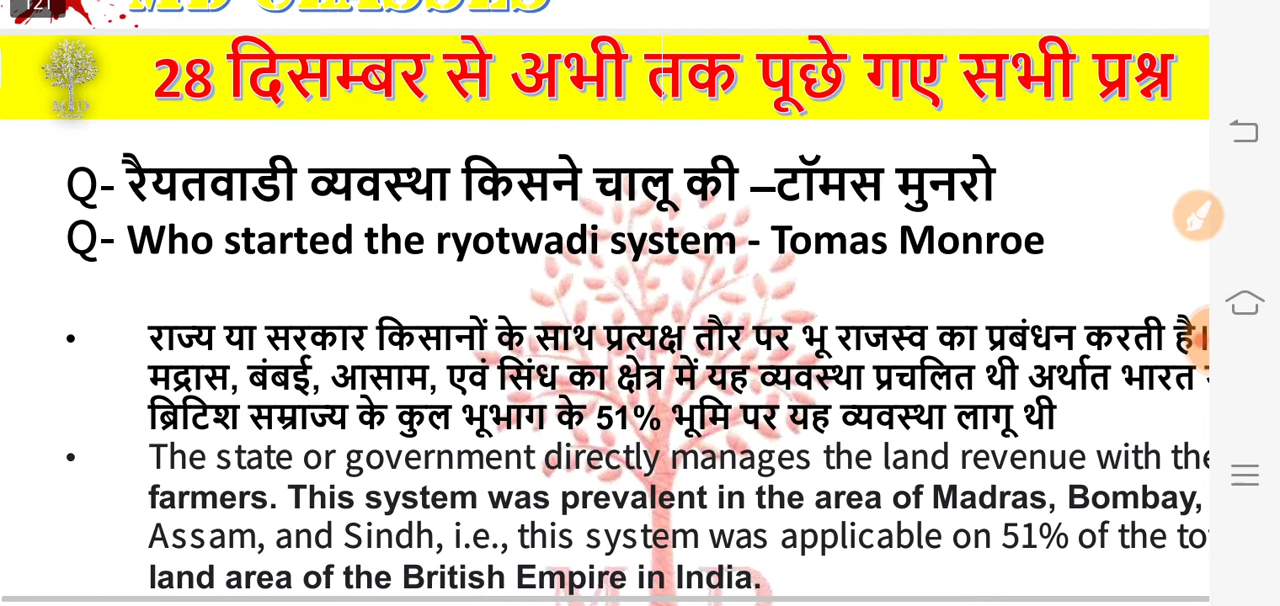 121
MD CLASSES
28 दिसम्बर से अभी तक पूछे गए सभी प्रश्न
M D
Q- रैयतवाडी व्यवस्था किसने चालू की –टॉमस मुनरो
Q- Who started the ryotwadi system - Tomas Monroe
• राज्य या सरकार किसानों के साथ प्रत्यक्ष तौर पर भू राजस्व का प्रबंधन करती है।
मद्रास, बंबई, आसाम, एवं सिंध का क्षेत्र में यह व्यवस्था प्रचलित थी अर्थात भारत
ब्रिटिश सम्राज्य के कुल भूभाग के 51% भूमि पर यह व्यवस्था लागू थी
• The state or government directly manages the land revenue with the
farmers. This system was prevalent in the area of Madras, Bombay,
Assam, and Sindh, i.e., this system was applicable on 51% of the
land area of the British Empire in India.
M D